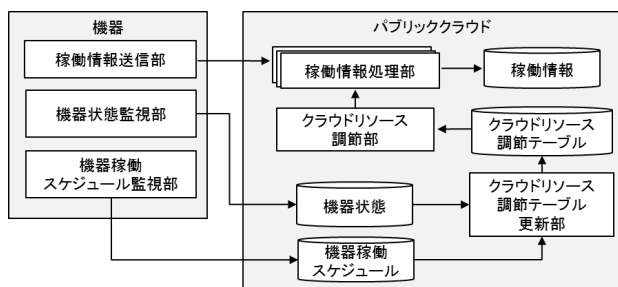 機器
稼働情報送信部
機器状態監視部
機器稼働
スケジュール監視部
パブリッククラウド
稼働情報処理部
稼働情報
クラウドリソース
調節部
クラウドリソース
調節テーブル
機器状態
クラウドリソース
調節テーブル
更新部
機器稼働
スケジュール